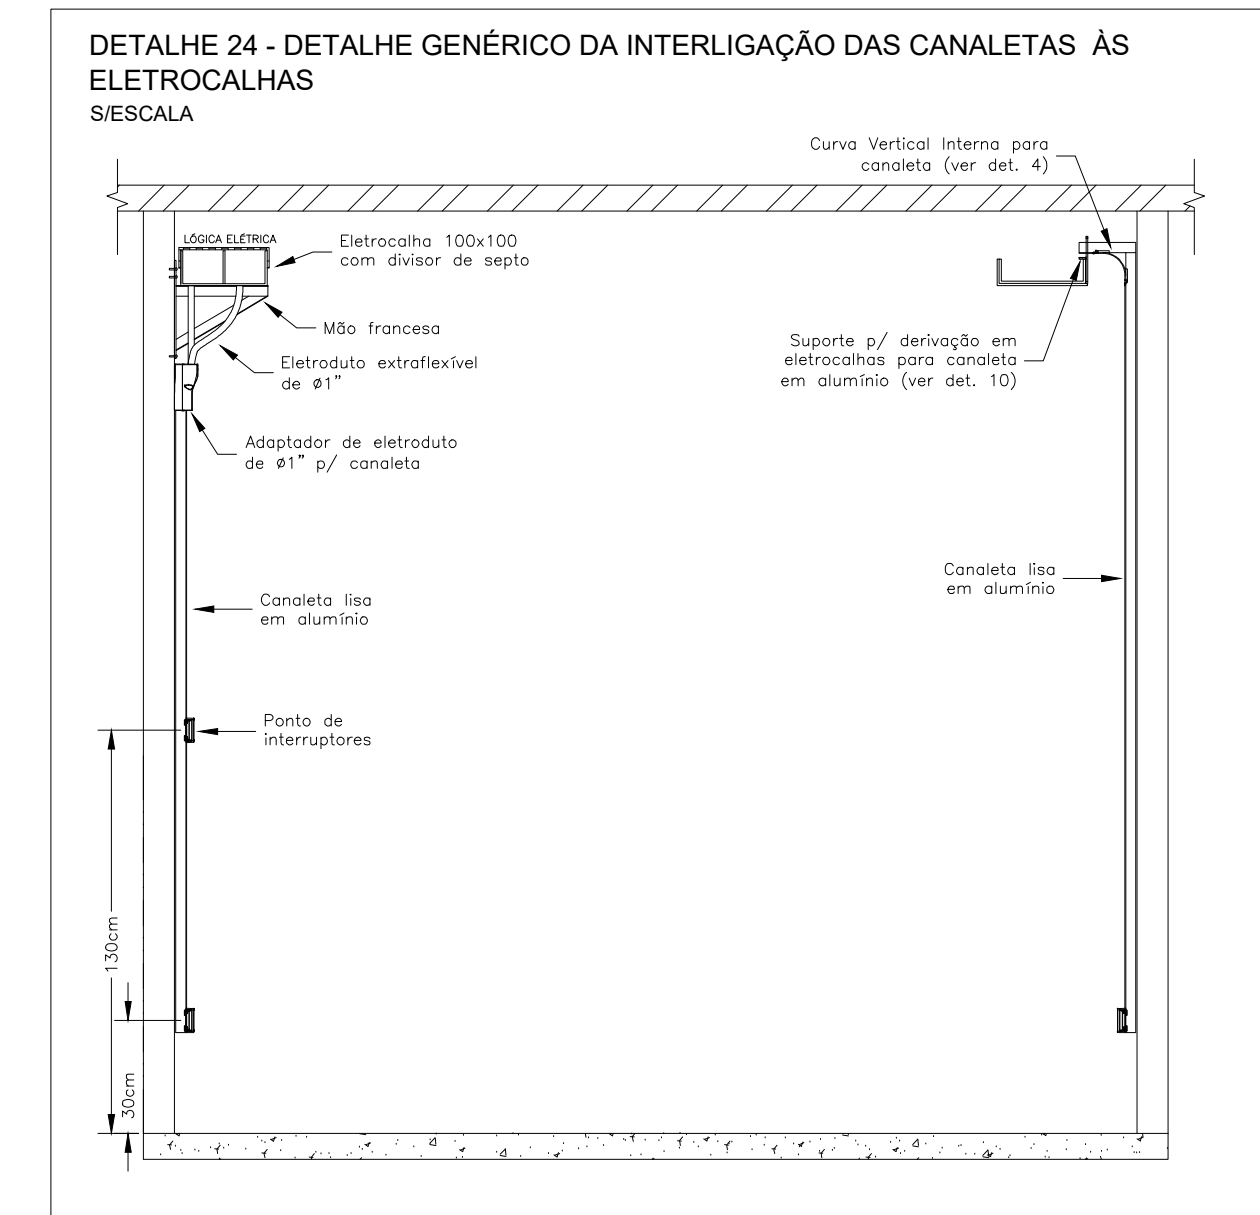 DETALHE 24 - DETALHE GENÉRICO DA INTERLIGAÇÃO DAS CANALETAS ÀS
ELETROCALHAS
S/ESCALA
Curva Vertical Interna para
canaleta (ver det. 4)
LÓGICA ELÉTRICA
Eletrocalha 100x100
com divisor de septo
Mão francesa
Eletroduto extraflexível
de ø1"
Suporte p/ derivação em
eletrocalhas para canaleta
em alumínio (ver det. 10)
Adaptador de eletroduto
de ø1" p/ canaleta
Canaleta lisa
em alumínio
Canaleta lisa
em alumínio
Ponto de
interruptores
130cm
30cm